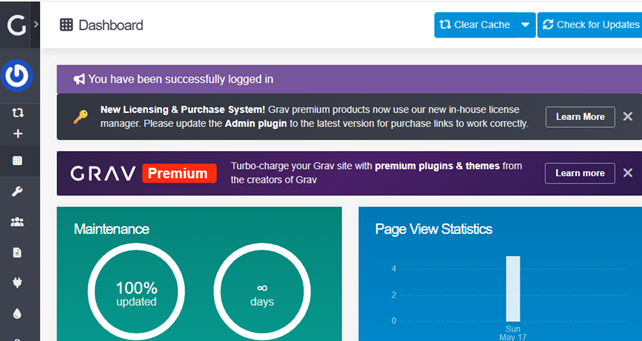 Dashboard
Clear Cache
Check for Updates
You have been successfully logged in
New Licensing & Purchase System! Grav premium products now use our new in-house license
manager. Please update the Admin plugin to the latest version for purchase links to work correctly.
Learn More
GRAV Premium
Turbo-charge your Grav site with premium plugins & themes from
the creators of Grav
Learn more
Maintenance
100%
updated
∞
days
Page View Statistics
4
2
0
Sun
May 17